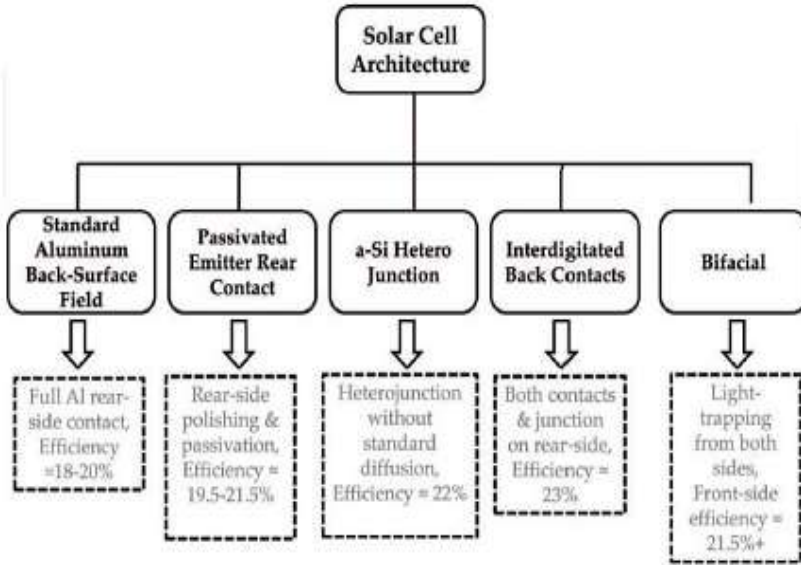 Solar Cell
Architecture
Standard
Aluminum
Back-Surface
Field
Passivated
Emitter Rear
Contact
a-Si Hetero
Junction
Interdigitated
Back Contacts
Bifacial
Full Al rear-
side contact,
Efficiency
=18-20%
Rear-side
polishing &
passivation,
Efficiency =
19.5-21.5%
Heterojunction
without
standard
diffusion,
Efficiency = 22%
Both contacts
& junction
on rear-side,
Efficiency =
23%
Light-
trapping
from both
sides,
Front-side
efficiency =
21.5%+